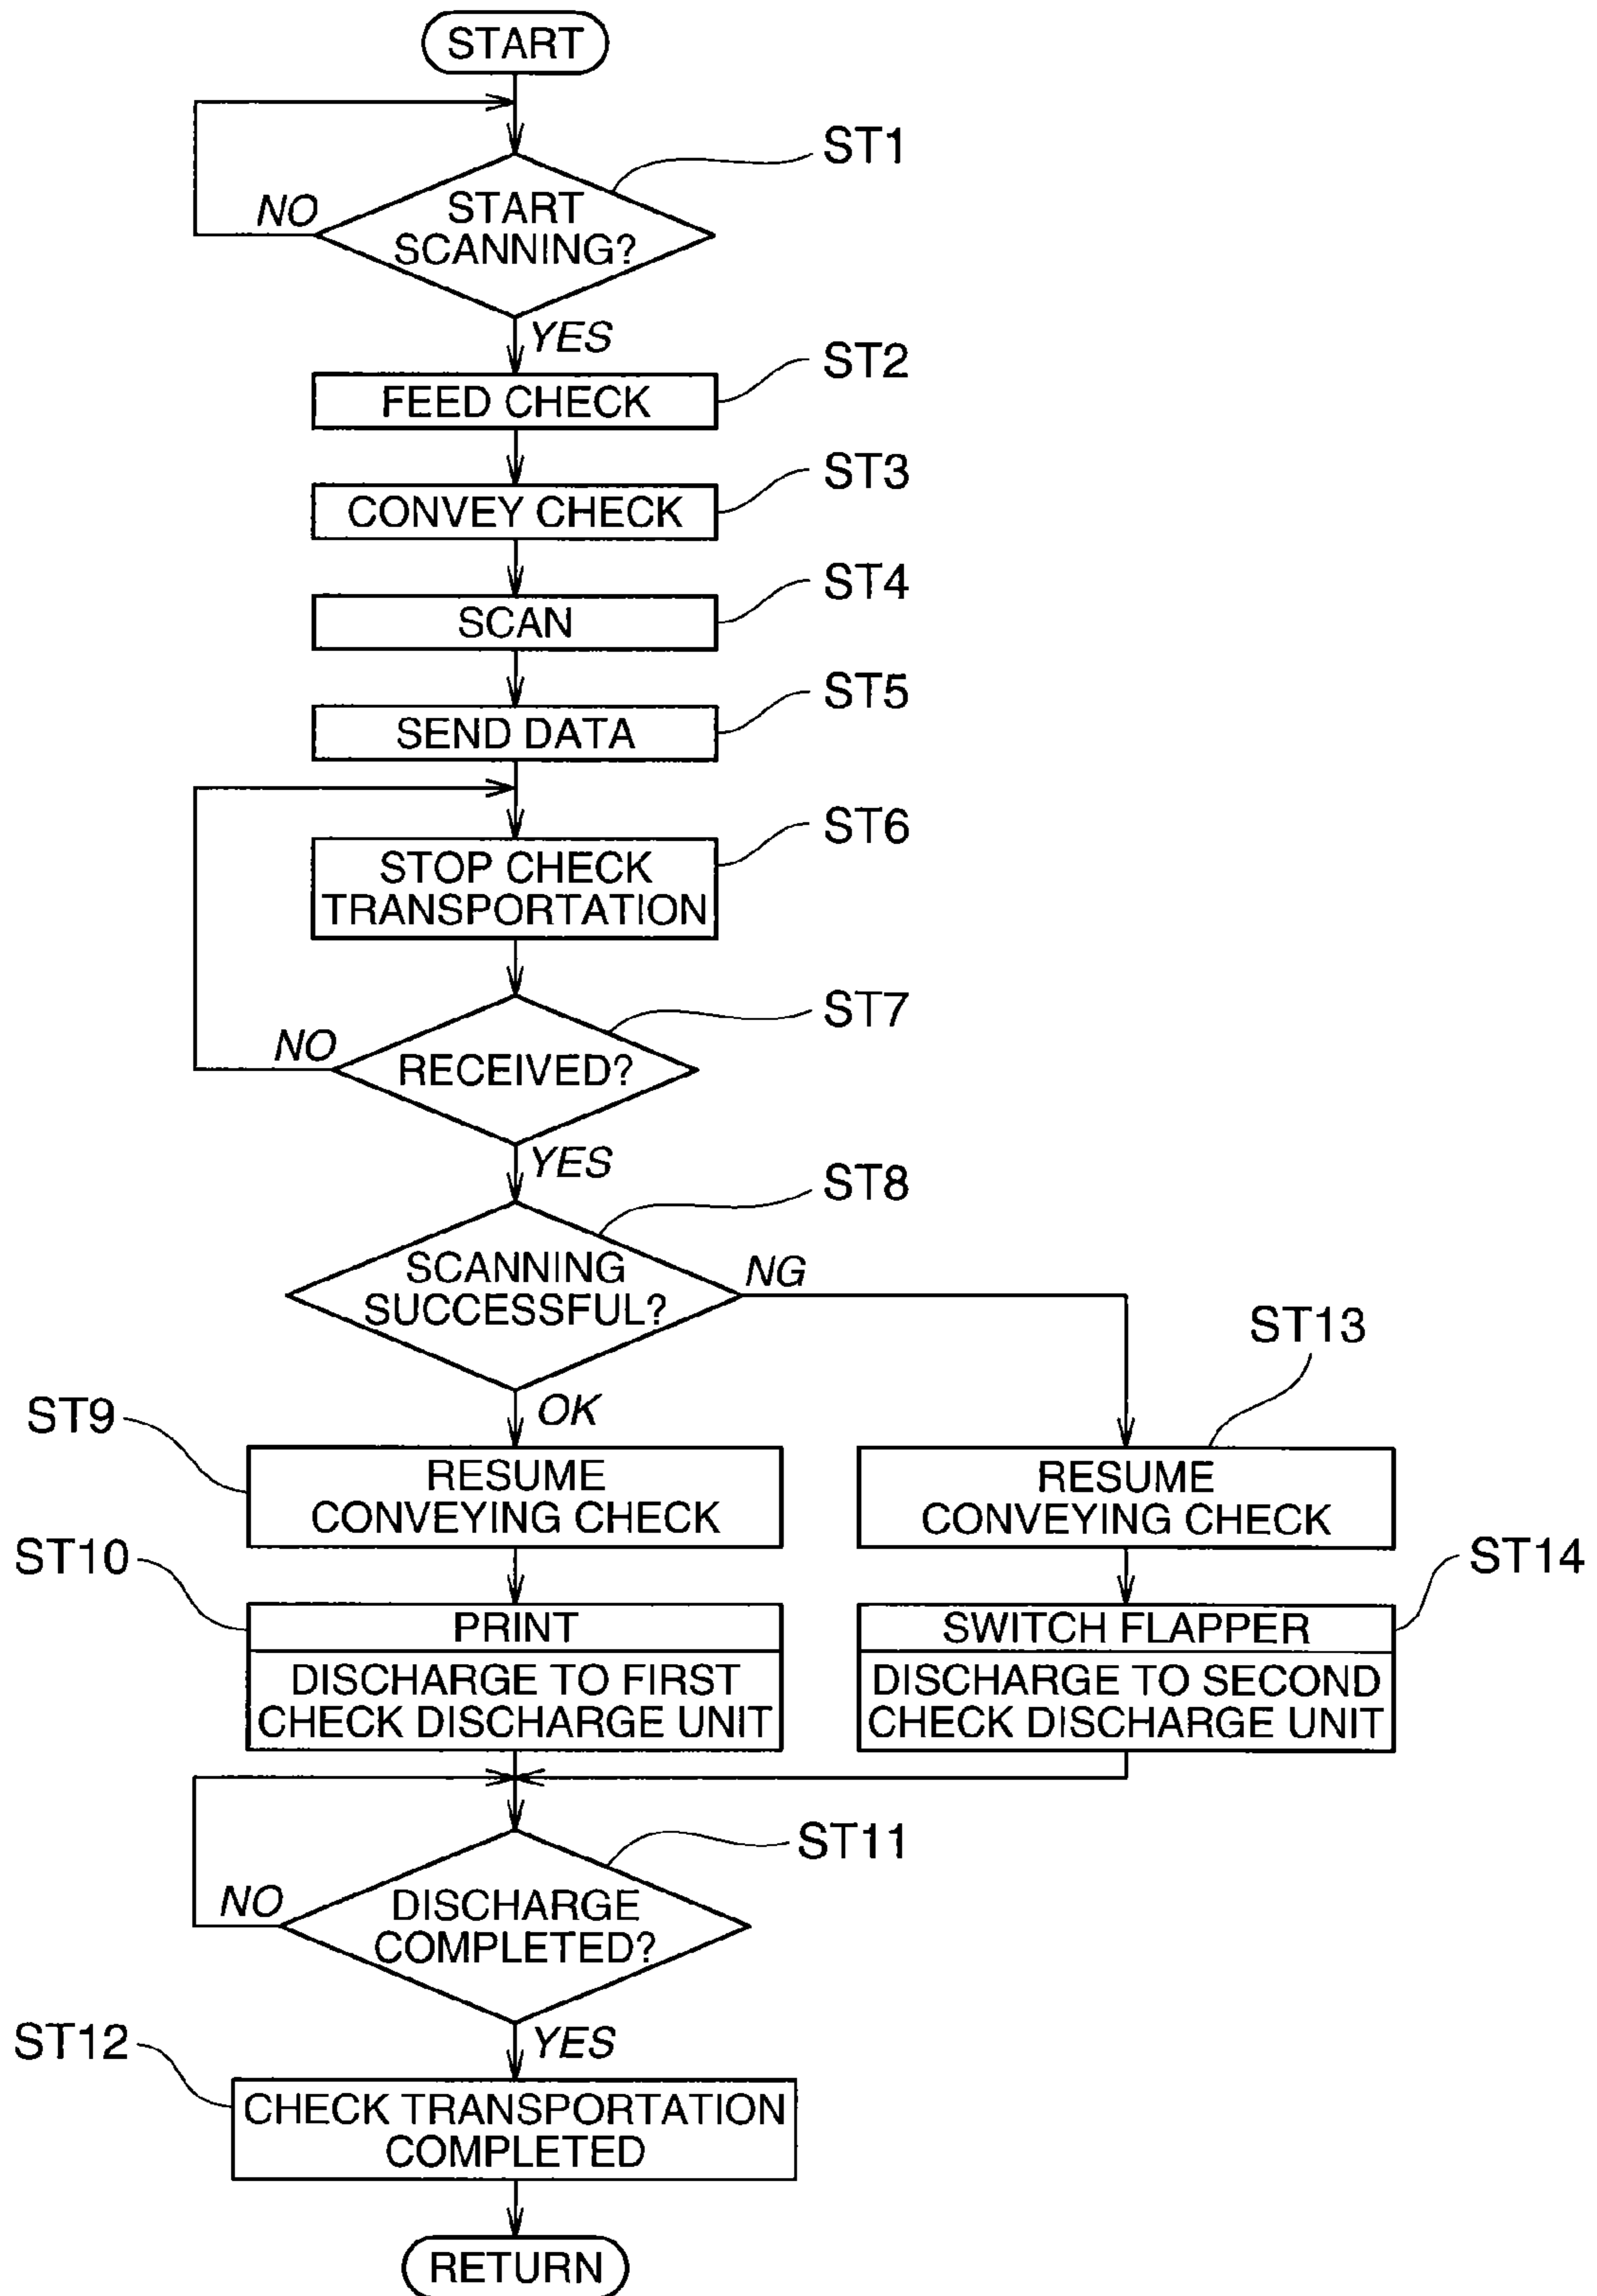 START
ST1
NO
START
SCANNING?
YES
ST2
FEED CHECK
ST3
CONVEY CHECK
ST4
SCAN
ST5
SEND DATA
ST6
STOP CHECK
TRANSPORTATION
ST7
NO
RECEIVED?
YES
ST8
SCANNING
SUCCESSFUL?
NG
ST13
OK
ST9
RESUME
CONVEYING CHECK
RESUME
CONVEYING CHECK
ST10
ST14
PRINT
DISCHARGE TO FIRST
CHECK DISCHARGE UNIT
SWITCH FLAPPER
DISCHARGE TO SECOND
CHECK DISCHARGE UNIT
ST11
NO
DISCHARGE
COMPLETED?
YES
ST12
CHECK TRANSPORTATION
COMPLETED
RETURN